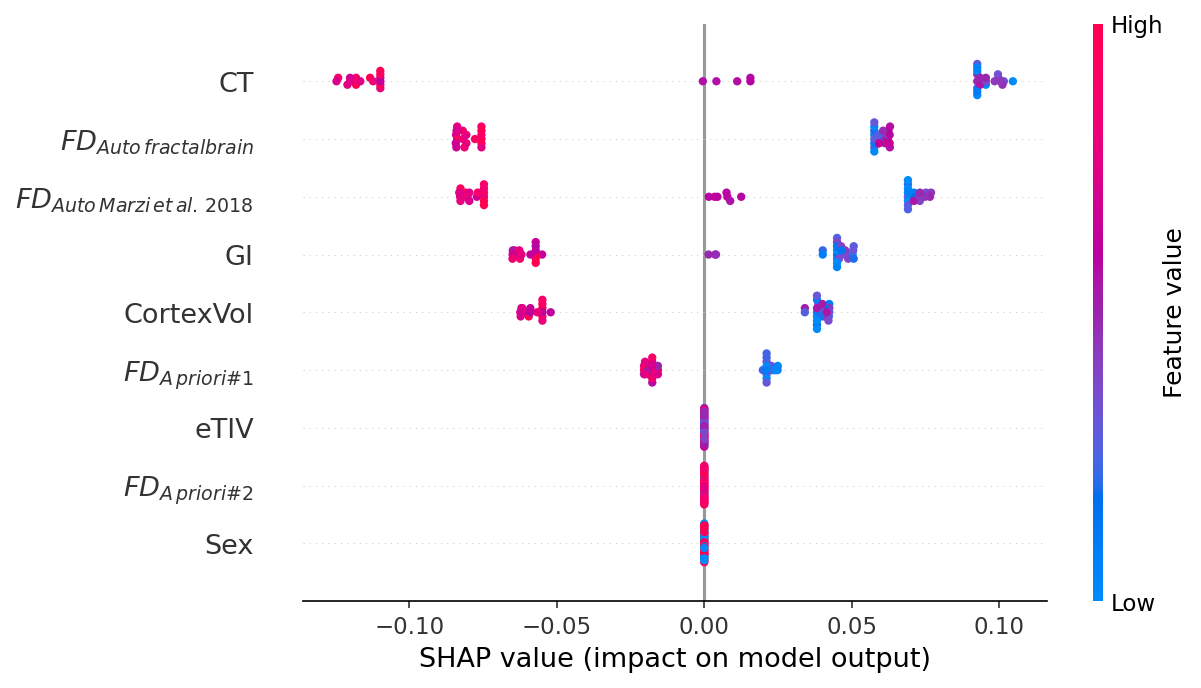 High
CT
FD_Auto fractalbrain
FD_Auto Marzi et al. 2018
GI
CortexVol
FD_A priori#1
eTIV
FD_A priori#2
Sex
Feature value
Low
−0.10 −0.05 0.00 0.05 0.10
SHAP value (impact on model output)